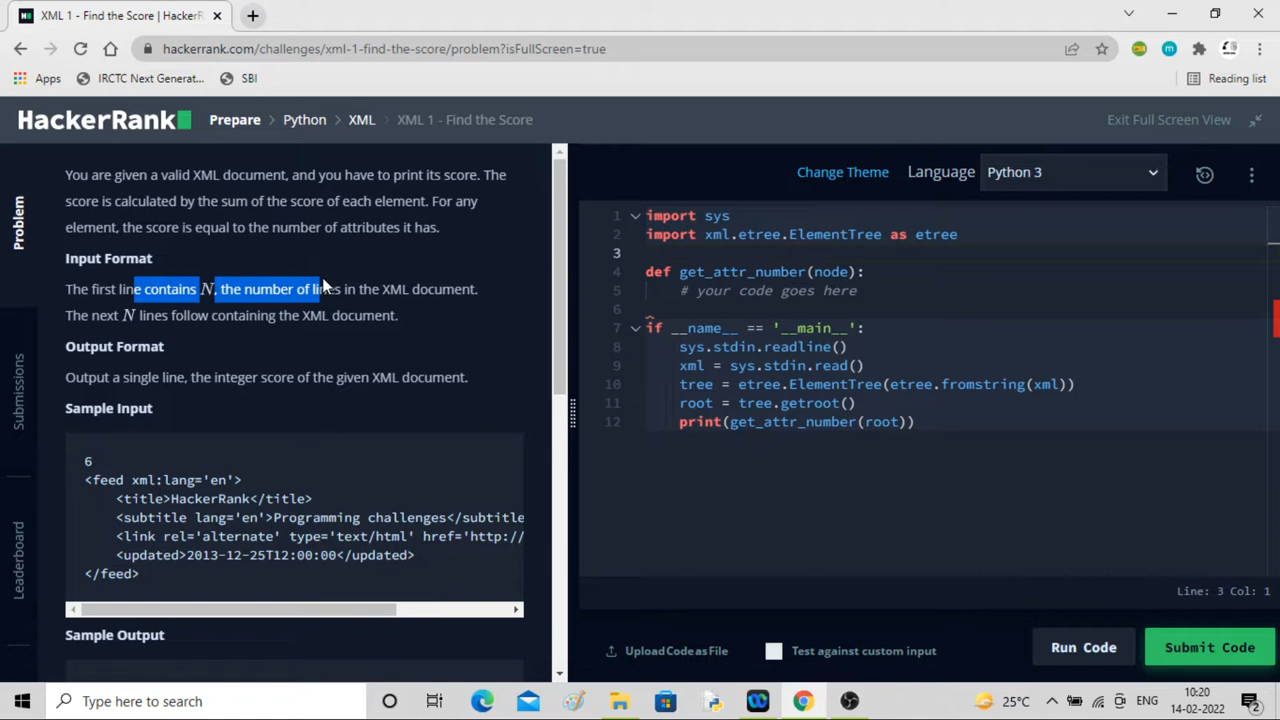 XML 1 - Find the Score | HackerR
hackerrank.com/challenges/xml-1-find-the-score/problem?isFullScreen=true
Apps IRCTC Next Generat... SBI Reading list
HackerRank Prepare > Python > XML > XML 1 - Find the Score Exit Full Screen View
Problem
Submissions
Leaderboard
You are given a valid XML document, and you have to print its score. The
score is calculated by the sum of the score of each element. For any
element, the score is equal to the number of attributes it has.
Input Format
The first line contains N, the number of lines in the XML document.
The next N lines follow containing the XML document.
Output Format
Output a single line, the integer score of the given XML document.
Sample Input
6
<feed xml:lang='en'>
<title>HackerRank</title>
<subtitle lang='en'>Programming challenges</subtitle
<link rel='alternate' type='text/html' href='http://
<updated>2013-12-25T12:00:00</updated>
</feed>
Sample Output
Change Theme Language Python 3
1 import sys
2 import xml.etree.ElementTree as etree
3
4 def get_attr_number(node):
5 # your code goes here
6
7 if __name__ == '__main__':
8 sys.stdin.readline()
9 xml = sys.stdin.read()
10 tree = etree.ElementTree(etree.fromstring(xml))
11 root = tree.getroot()
12 print(get_attr_number(root))
Line: 3 Col: 1
Upload Code as File Test against custom input Run Code Submit Code
Type here to search 25°C ENG 10:20
14-02-2022 2